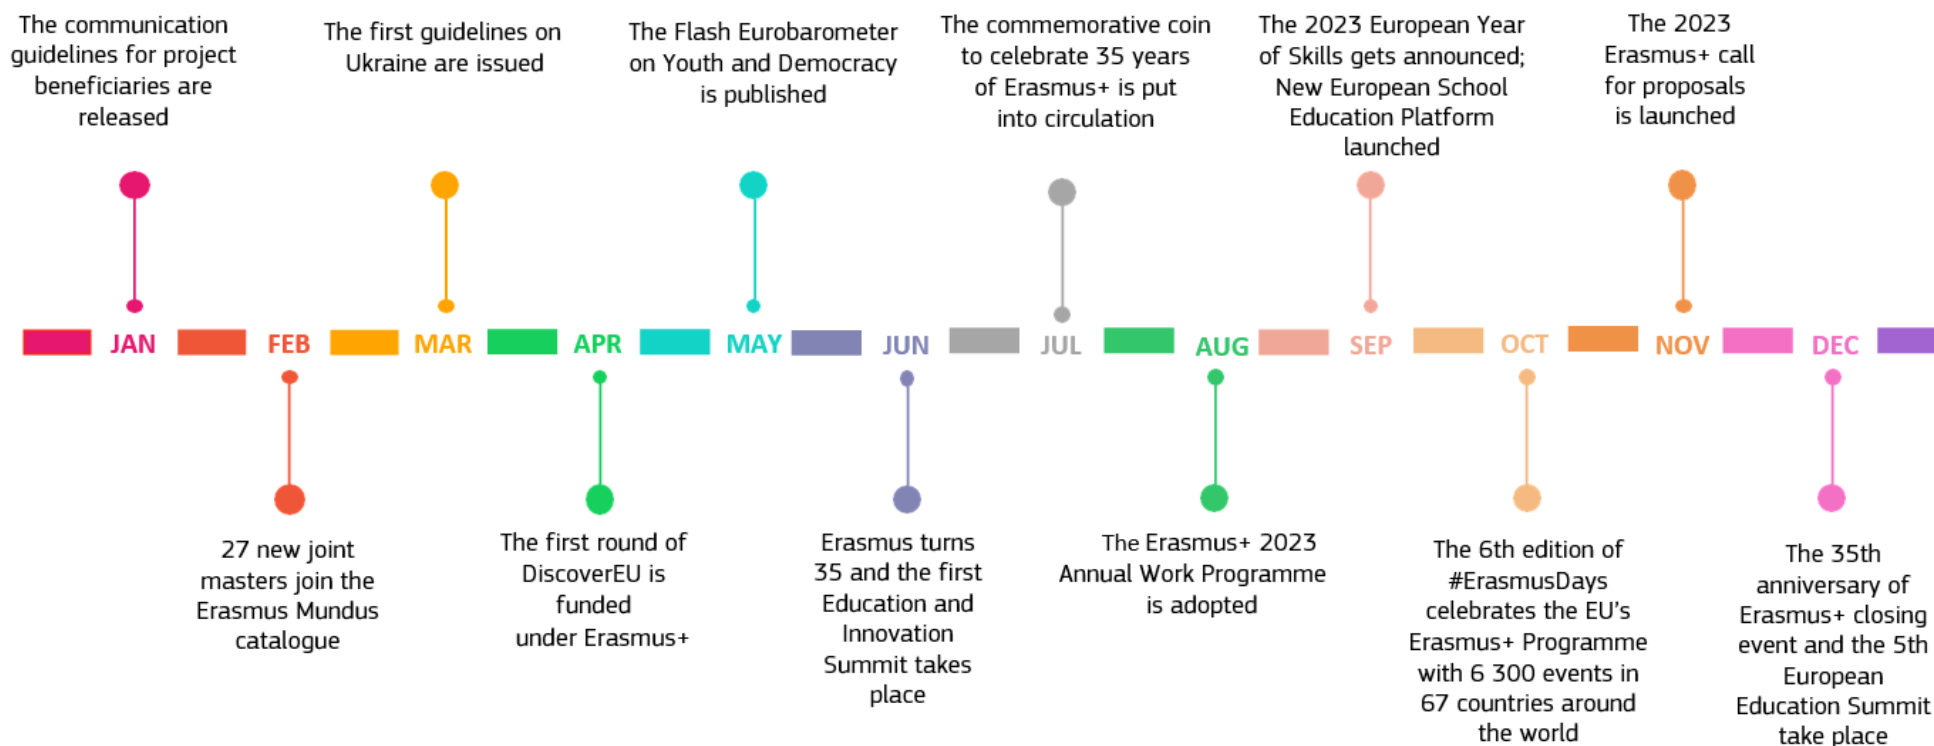 The communication
guidelines for project
beneficiaries are
released
The first guidelines on
Ukraine are issued
The Flash Eurobarometer
on Youth and Democracy
is published
The commemorative coin
to celebrate 35 years
of Erasmus+ is put
into circulation
The 2023 European Year
of Skills gets announced;
New European School
Education Platform
launched
The 2023
Erasmus+ call
for proposals
is launched
JAN FEB MAR APR MAY JUN JUL AUG SEP OCT NOV DEC
27 new joint
masters join the
Erasmus Mundus
catalogue
The first round of
DiscoverEU is
funded
under Erasmus+
Erasmus turns
35 and the first
Education and
Innovation
Summit takes
place
The Erasmus+ 2023
Annual Work Programme
is adopted
The 6th edition of
#ErasmusDays
celebrates the EU's
Erasmus+ Programme
with 6 300 events in
67 countries around
the world
The 35th
anniversary of
Erasmus+ closing
event and the 5th
European
Education Summit
take place